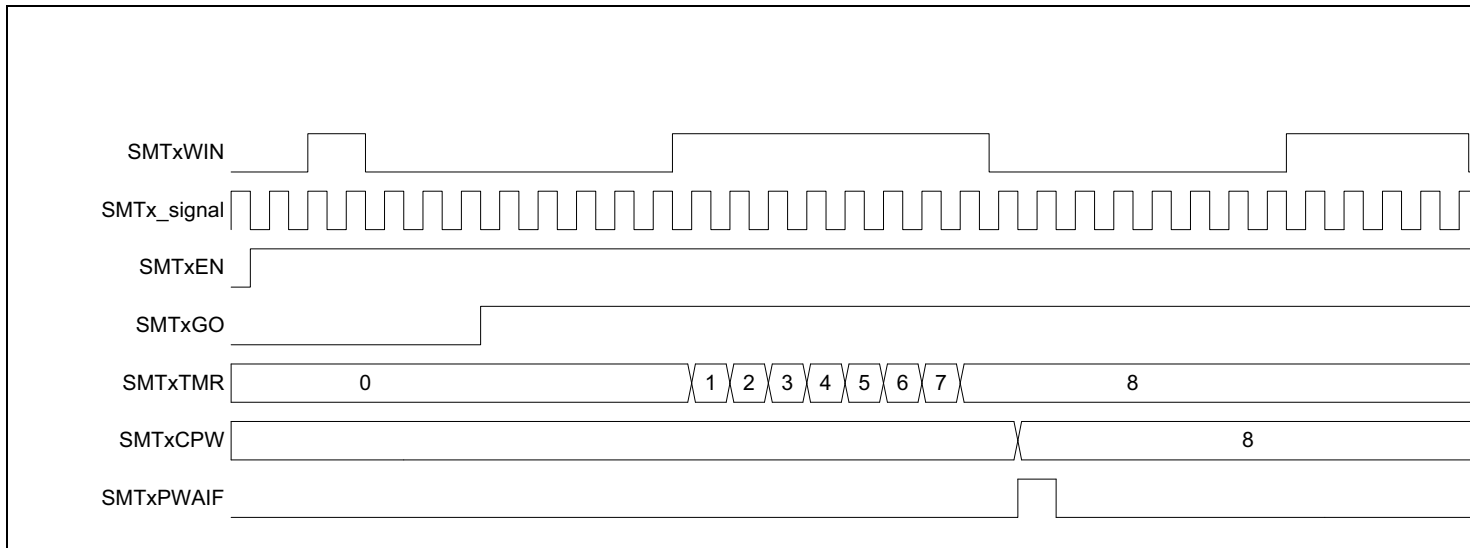 SMTxWIN
SMTx_signal
SMTxEN
SMTxGO
SMTxTMR 0 1 2 3 4 5 6 7 8
SMTxCPW 8
SMTxPWAIF